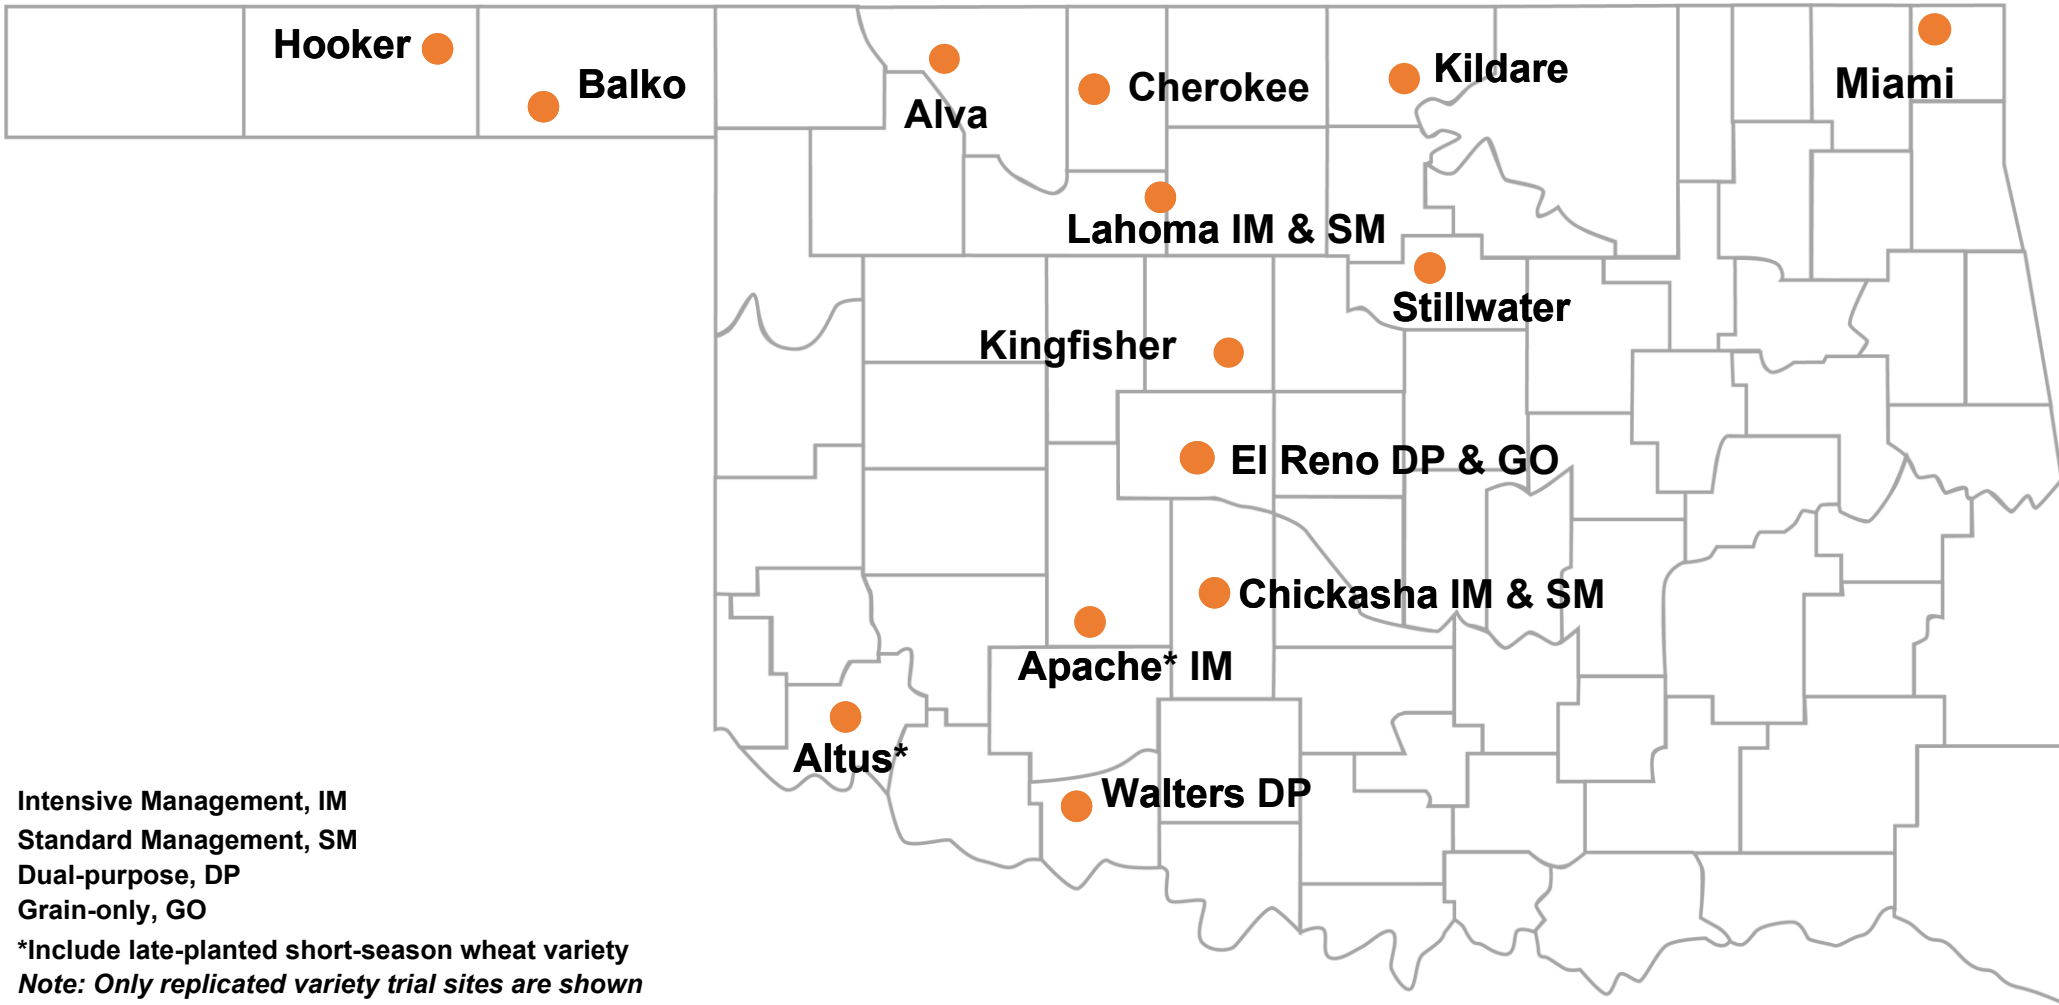 Hooker
Balko
Alva
Cherokee
Kildare
Miami
Lahoma IM & SM
Stillwater
Kingfisher
El Reno DP & GO
Chickasha IM & SM
Apache* IM
Altus*
Walters DP
Intensive Management, IM
Standard Management, SM
Dual-purpose, DP
Grain-only, GO
*Include late-planted short-season wheat variety
Note: Only replicated variety trial sites are shown